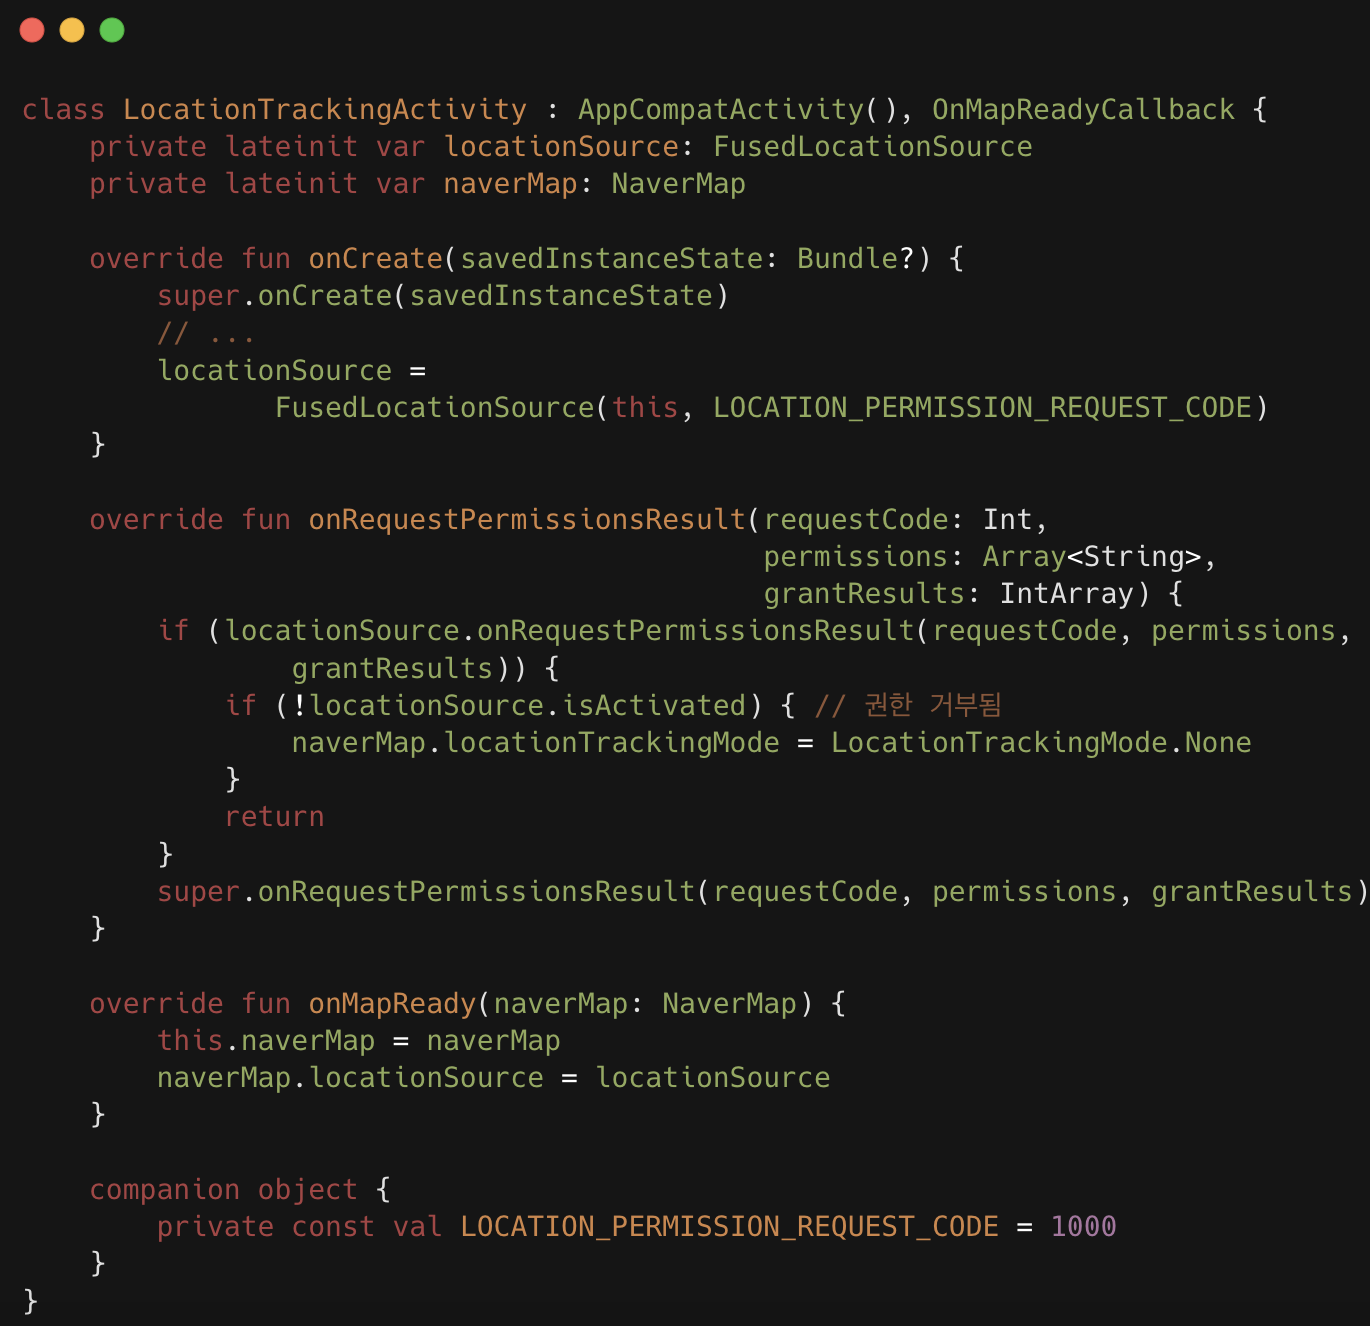 class LocationTrackingActivity : AppCompatActivity(), OnMapReadyCallback {
    private lateinit var locationSource: FusedLocationSource
    private lateinit var naverMap: NaverMap

    override fun onCreate(savedInstanceState: Bundle?) {
        super.onCreate(savedInstanceState)
        // ...
        locationSource =
               FusedLocationSource(this, LOCATION_PERMISSION_REQUEST_CODE)
    }

    override fun onRequestPermissionsResult(requestCode: Int,
                                            permissions: Array<String>,
                                            grantResults: IntArray) {
        if (locationSource.onRequestPermissionsResult(requestCode, permissions,
                grantResults)) {
            if (!locationSource.isActivated) { // 권한 거부됨
                naverMap.locationTrackingMode = LocationTrackingMode.None
            }
            return
        }
        super.onRequestPermissionsResult(requestCode, permissions, grantResults)
    }

    override fun onMapReady(naverMap: NaverMap) {
        this.naverMap = naverMap
        naverMap.locationSource = locationSource
    }

    companion object {
        private const val LOCATION_PERMISSION_REQUEST_CODE = 1000
    }
}